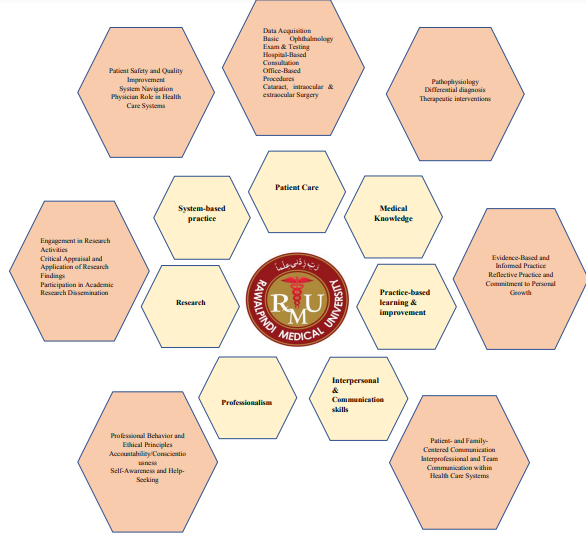 Data Acquisition
Basic Ophthalmology
Exam & Testing
Hospital-Based
Consultation
Office-Based
Procedures
Cataract, intraocular &
extraocular Surgery
Patient Safety and Quality
Improvement
System Navigation
Physician Role in Health
Care Systems
Pathophysiology
Differential diagnosis
Therapeutic interventions
Patient Care
System-based
practice
Medical
Knowledge
Engagement in Research
Activities
Critical Appraisal and
Application of Research
Findings
Participation in Academic
Research Dissemination
Research
رَبِّ زِدْنِي عِلْماً
RMU
RAWALPINDI MEDICAL UNIVERSITY
Practice-based
learning &
improvement
Evidence-Based and
Informed Practice
Reflective Practice and
Commitment to Personal
Growth
Professionalism
Interpersonal
&
Communication
skills
Professional Behavior and
Ethical Principles
Accountability/Conscientio
usness
Self-Awareness and Help-
Seeking
Patient- and Family-
Centered Communication
Interprofessional and Team
Communication within
Health Care Systems